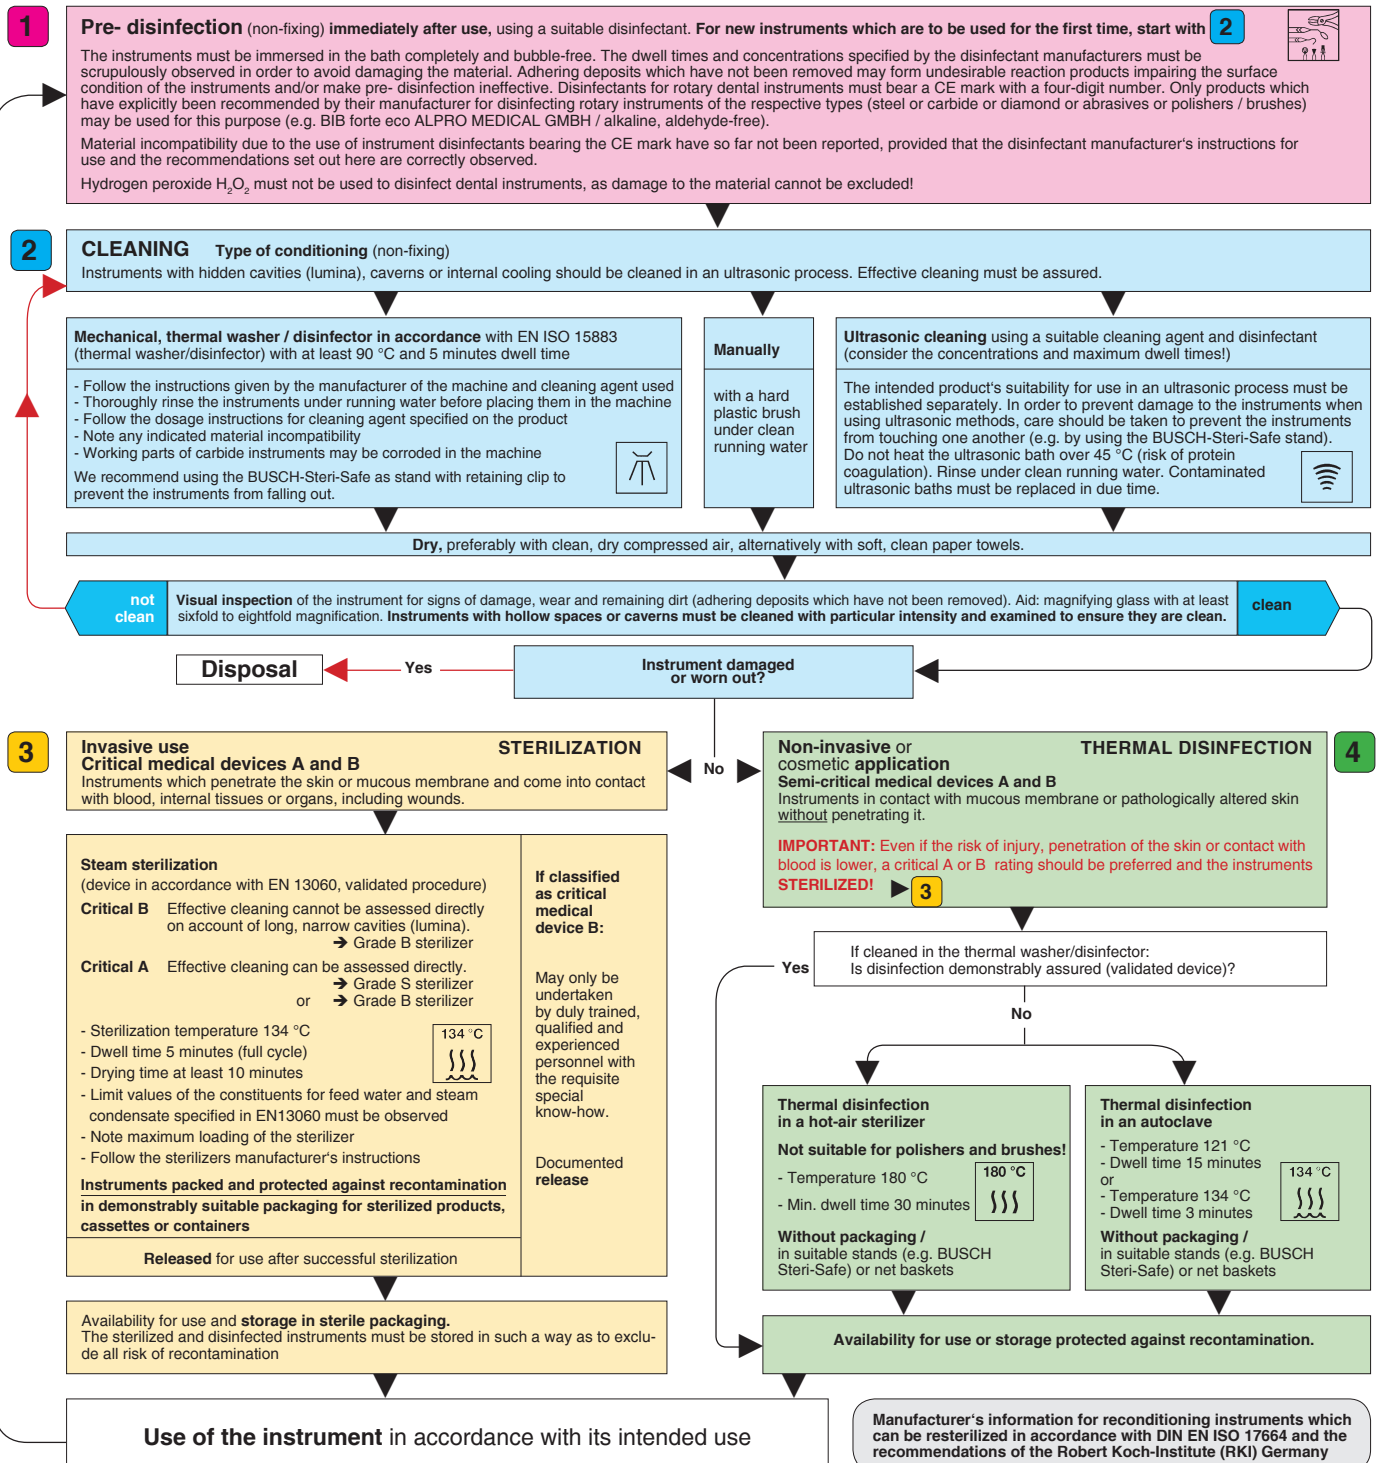 1
Pre- disinfection (non-fixing) immediately after use, using a suitable disinfectant. For new instruments which are to be used for the first time, start with 2
The instruments must be immersed in the bath completely and bubble-free. The dwell times and concentrations specified by the disinfectant manufacturers must be
scrupulously observed in order to avoid damaging the material. Adhering deposits which have not been removed may form undesirable reaction products impairing the surface
condition of the instruments and/or make pre- disinfection ineffective. Disinfectants for rotary dental instruments must bear a CE mark with a four-digit number. Only products which
have explicitly been recommended by their manufacturer for disinfecting rotary instruments of the respective types (steel or carbide or diamond or abrasives or polishers / brushes)
may be used for this purpose (e.g. BIB forte eco ALPRO MEDICAL GMBH / alkaline, aldehyde-free).
Material incompatibility due to the use of instrument disinfectants bearing the CE mark have so far not been reported, provided that the disinfectant manufacturer's instructions for
use and the recommendations set out here are correctly observed.
Hydrogen peroxide H₂O₂ must not be used to disinfect dental instruments, as damage to the material cannot be excluded!
2
CLEANING Type of conditioning (non-fixing)
Instruments with hidden cavities (lumina), caverns or internal cooling should be cleaned in an ultrasonic process. Effective cleaning must be assured.
Mechanical, thermal washer / disinfector in accordance with EN ISO 15883
(thermal washer/disinfector) with at least 90 °C and 5 minutes dwell time
- Follow the instructions given by the manufacturer of the machine and cleaning agent used
- Thoroughly rinse the instruments under running water before placing them in the machine
- Follow the dosage instructions for cleaning agent specified on the product
- Note any indicated material incompatibility
- Working parts of carbide instruments may be corroded in the machine
We recommend using the BUSCH-Steri-Safe as stand with retaining clip to
prevent the instruments from falling out.
Manually
with a hard
plastic brush
under clean
running water
Ultrasonic cleaning using a suitable cleaning agent and disinfectant
(consider the concentrations and maximum dwell times!)
The intended product's suitability for use in an ultrasonic process must be
established separately. In order to prevent damage to the instruments when
using ultrasonic methods, care should be taken to prevent the instruments
from touching one another (e.g. by using the BUSCH-Steri-Safe stand).
Do not heat the ultrasonic bath over 45 °C (risk of protein
coagulation). Rinse under clean running water. Contaminated
ultrasonic baths must be replaced in due time.
Dry, preferably with clean, dry compressed air, alternatively with soft, clean paper towels.
not
clean
Visual inspection of the instrument for signs of damage, wear and remaining dirt (adhering deposits which have not been removed). Aid: magnifying glass with at least
sixfold to eightfold magnification. Instruments with hollow spaces or caverns must be cleaned with particular intensity and examined to ensure they are clean.
clean
Disposal
Yes
Instrument damaged
or worn out?
No
3
Invasive use STERILIZATION
Critical medical devices A and B
Instruments which penetrate the skin or mucous membrane and come into contact
with blood, internal tissues or organs, including wounds.
Steam sterilization
(device in accordance with EN 13060, validated procedure)
Critical B Effective cleaning cannot be assessed directly
on account of long, narrow cavities (lumina).
➔ Grade B sterilizer
Critical A Effective cleaning can be assessed directly.
➔ Grade S sterilizer
or ➔ Grade B sterilizer
- Sterilization temperature 134 °C
- Dwell time 5 minutes (full cycle)
- Drying time at least 10 minutes
134 °C
- Limit values of the constituents for feed water and steam
condensate specified in EN13060 must be observed
- Note maximum loading of the sterilizer
- Follow the sterilizers manufacturer's instructions
Instruments packed and protected against recontamination
in demonstrably suitable packaging for sterilized products,
cassettes or containers
Released for use after successful sterilization
If classified
as critical
medical
device B:
May only be
undertaken
by duly trained,
qualified and
experienced
personnel with
the requisite
special
know-how.
Documented
release
Availability for use and storage in sterile packaging.
The sterilized and disinfected instruments must be stored in such a way as to exclu-
de all risk of recontamination
4
Non-invasive or THERMAL DISINFECTION
cosmetic application
Semi-critical medical devices A and B
Instruments in contact with mucous membrane or pathologically altered skin
without penetrating it.
IMPORTANT: Even if the risk of injury, penetration of the skin or contact with
blood is lower, a critical A or B rating should be preferred and the instruments
STERILIZED! 3
Yes
If cleaned in the thermal washer/disinfector:
Is disinfection demonstrably assured (validated device)?
No
Thermal disinfection
in a hot-air sterilizer
Not suitable for polishers and brushes!
- Temperature 180 °C
- Min. dwell time 30 minutes
180 °C
Without packaging /
in suitable stands (e.g. BUSCH
Steri-Safe) or net baskets
Thermal disinfection
in an autoclave
- Temperature 121 °C
- Dwell time 15 minutes
or
- Temperature 134 °C
- Dwell time 3 minutes
134 °C
Without packaging /
in suitable stands (e.g. BUSCH
Steri-Safe) or net baskets
Availability for use or storage protected against recontamination.
Use of the instrument in accordance with its intended use
Manufacturer's information for reconditioning instruments which
can be resterilized in accordance with DIN EN ISO 17664 and the
recommendations of the Robert Koch-Institute (RKI) Germany